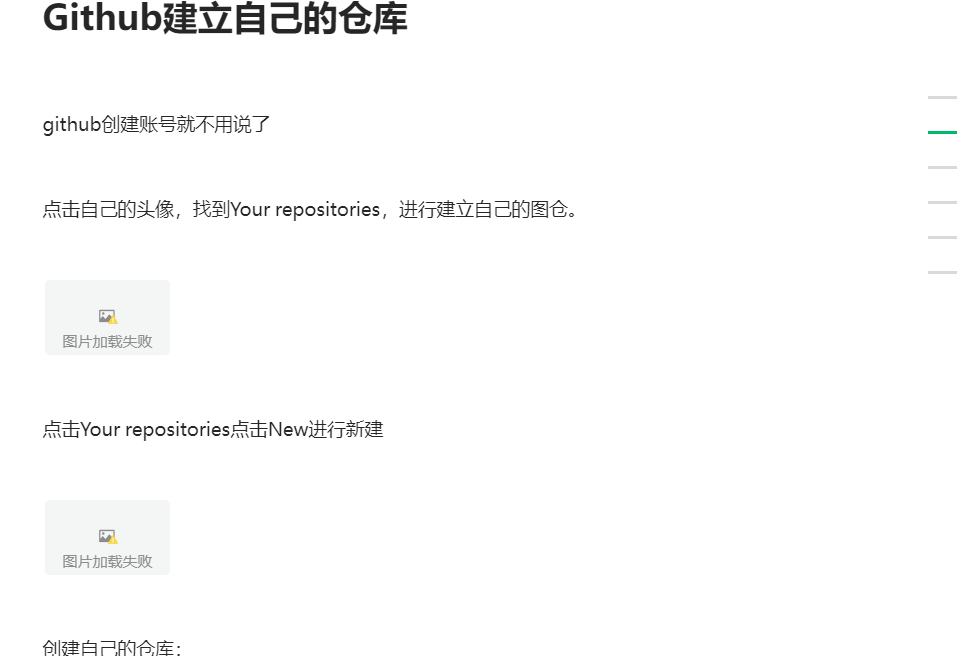 Github建立自己的仓库
github创建账号就不用说了
点击自己的头像，找到Your repositories，进行建立自己的图仓。
图片加载失败
点击Your repositories点击New进行新建
图片加载失败
创建自己的仓库：